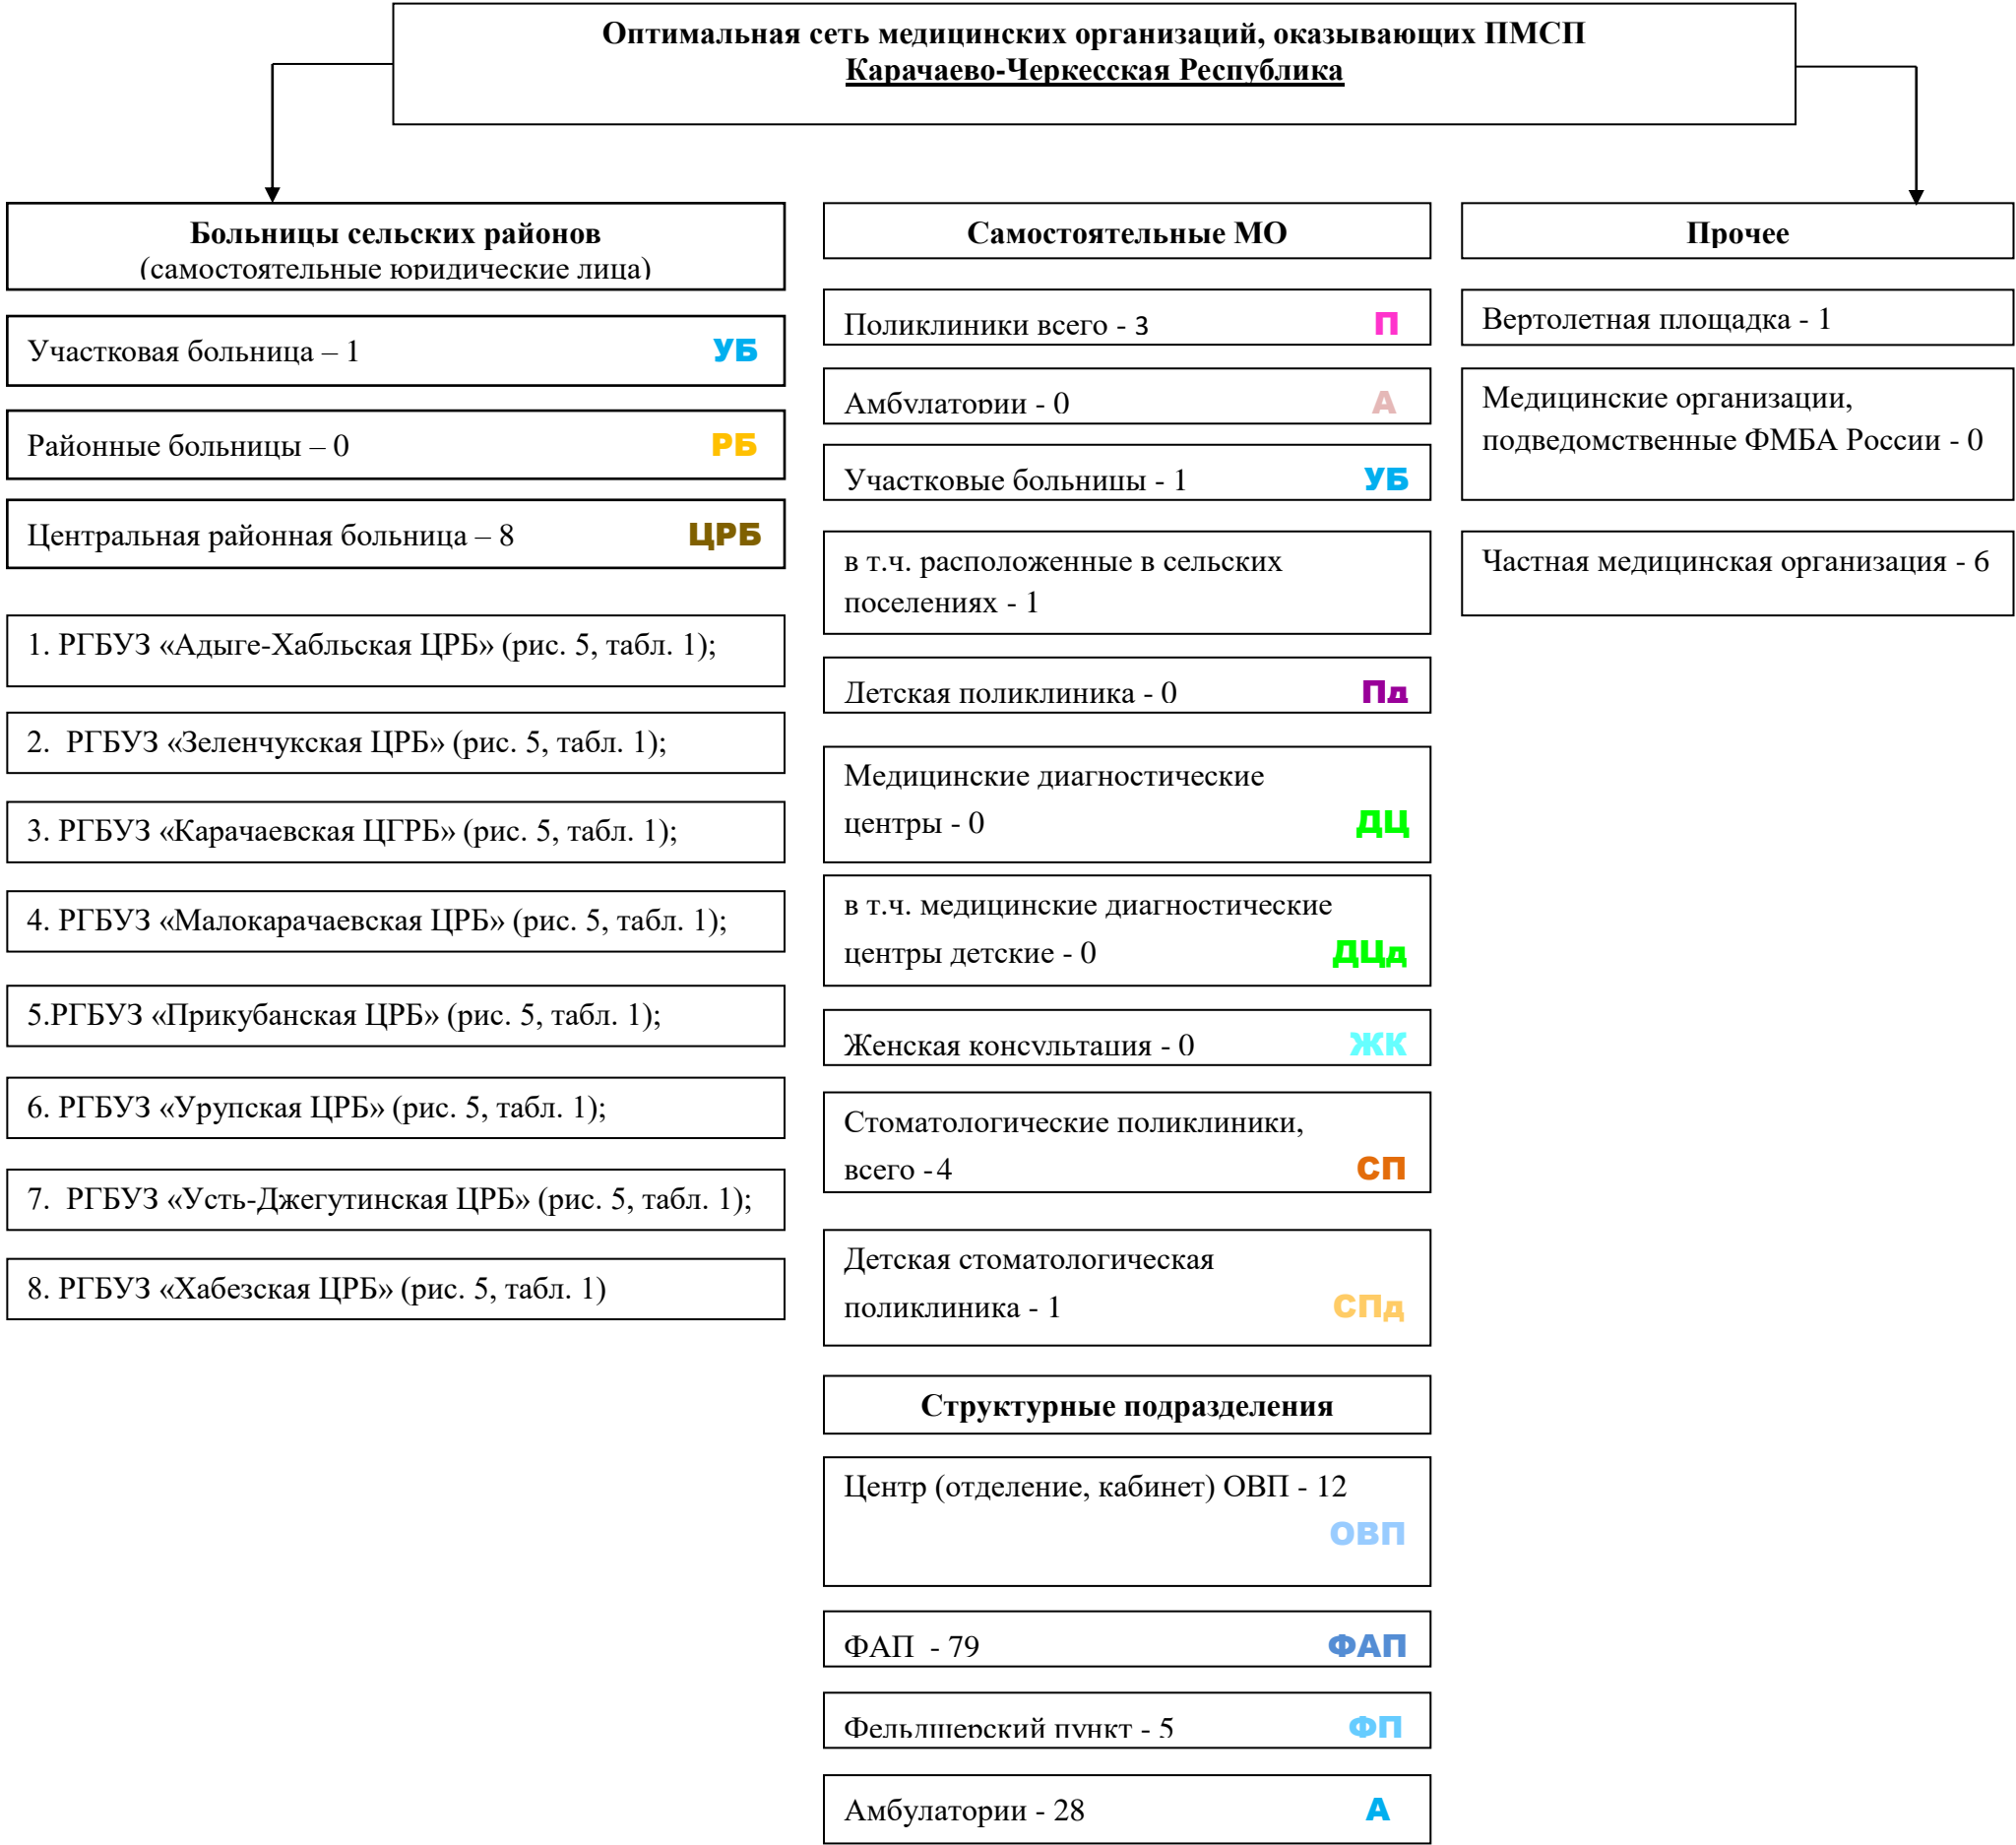 Оптимальная сеть медицинских организаций, оказывающих ПМСП
Карачаево-Черкесская Республика
Больницы сельских районов
(самостоятельные юридические лица)
Участковая больница – 1 УБ
Районные больницы – 0 РБ
Центральная районная больница – 8 ЦРБ
1. РГБУЗ «Адыге-Хабльская ЦРБ» (рис. 5, табл. 1);
2. РГБУЗ «Зеленчукская ЦРБ» (рис. 5, табл. 1);
3. РГБУЗ «Карачаевская ЦГРБ» (рис. 5, табл. 1);
4. РГБУЗ «Малокарачаевская ЦРБ» (рис. 5, табл. 1);
5.РГБУЗ «Прикубанская ЦРБ» (рис. 5, табл. 1);
6. РГБУЗ «Урупская ЦРБ» (рис. 5, табл. 1);
7. РГБУЗ «Усть-Джегутинская ЦРБ» (рис. 5, табл. 1);
8. РГБУЗ «Хабезская ЦРБ» (рис. 5, табл. 1)
Самостоятельные МО
Поликлиники всего - 3 П
Амбулатории - 0 А
Участковые больницы - 1 УБ
в т.ч. расположенные в сельских
поселениях - 1
Детская поликлиника - 0 Пд
Медицинские диагностические
центры - 0 ДЦ
в т.ч. медицинские диагностические
центры детские - 0 ДЦд
Женская консультация - 0 ЖК
Стоматологические поликлиники,
всего - 4 СП
Детская стоматологическая
поликлиника - 1 СПд
Структурные подразделения
Центр (отделение, кабинет) ОВП - 12
ОВП
ФАП - 79 ФАП
Фельдшерский пункт - 5 ФП
Амбулатории - 28 А
Прочее
Вертолетная площадка - 1
Медицинские организации,
подведомственные ФМБА России - 0
Частная медицинская организация - 6